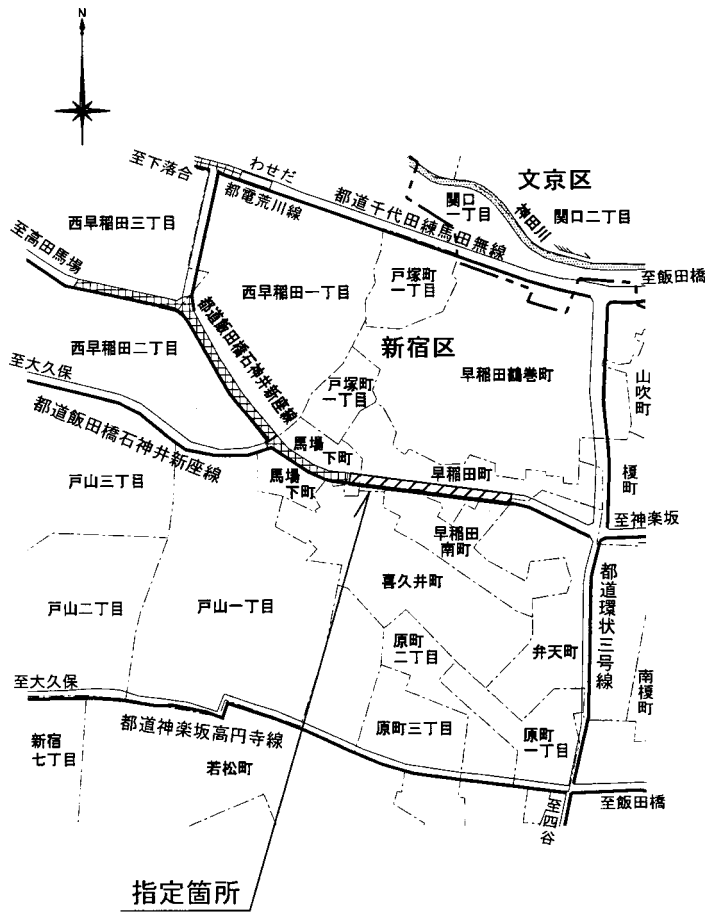 N
至下落合
わせだ
都電荒川線
都道千代田練馬田無線
文京区
関口
一丁目
神田川
関口二丁目
至飯田橋
西早稲田三丁目
至高田馬場
西早稲田一丁目
戸塚町
一丁目
都道飯田橋石神井新座線
新宿区
西早稲田二丁目
戸塚町
一丁目
早稲田鶴巻町
山吹町
至大久保
都道飯田橋石神井新座線
馬場
下町
馬場
下町
早稲田町
榎町
戸山三丁目
至神楽坂
早稲田
南町
喜久井町
都道環状三号線
戸山二丁目
戸山一丁目
原町
二丁目
弁天町
南榎町
至大久保
都道神楽坂高円寺線
原町三丁目
原町
一丁目
新宿
七丁目
若松町
至飯田橋
至四谷
指定箇所